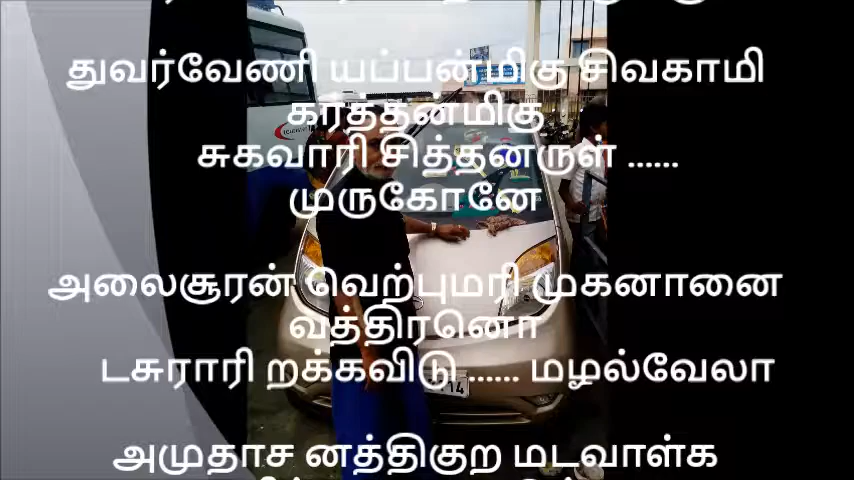 துவர்வேணி யப்பன்மிகு சிவகாமி
கர்த்தன்மிகு
சுகவாரி சித்தனருள் ......
முருகோனே
அலைசூரன் வெற்புமரி முகனானை
வத்திரனொ
டசுராரி றக்கவிடு ...... மழல்வேலா
அமுதாச னத்திகுற மடவாள்க